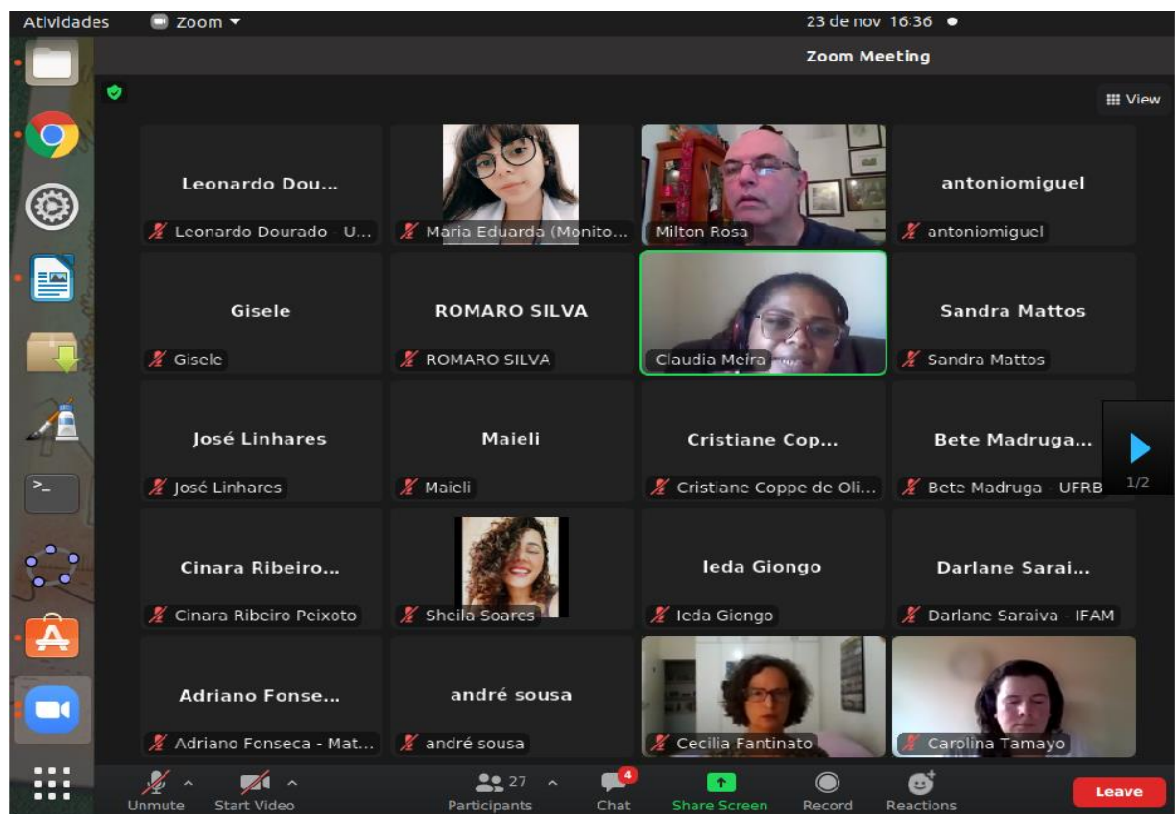 Atividades
Zoom
23 de nov 16:36
Zoom Meeting
View
Leonardo Dou...
Leonardo Dourado - U...
Maria Eduarda (Monito...
Milton Rosa
antoniomiguel
antoniomiguel
Gisele
Gisele
ROMARO SILVA
ROMARO SILVA
Claudia Meira
Sandra Mattos
Sandra Mattos
José Linhares
José Linhares
Maieli
Maieli
Cristiane Cop...
Cristiane Coppe de Oli...
Bete Madruga...
Bete Madruga - UFRB
1/2
Cinara Ribeiro...
Cinara Ribeiro Peixoto
Sheila Soares
Ieda Giongo
Ieda Giongo
Darlane Sarai...
Darlane Saraiva - IFAM
Adriano Fonse...
Adriano Fonseca - Mat...
andré sousa
andré sousa
Cecilia Fantinato
Carolina Tamayo
Unmute
Start Video
27
Participants
4
Chat
Share Screen
Record
Reactions
Leave